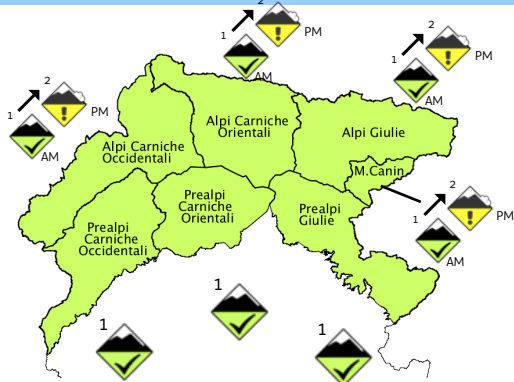 2
1
PM
AM
2
1
PM
AM
2
1
PM
AM
Alpi Carniche
Orientali
Alpi Giulie
Alpi Carniche
Occidentali
M.Canin
Prealpi
Carniche
Orientali
Prealpi
Giulie
Prealpi
Carniche
Occidentali
2
1
PM
AM
1
1
1